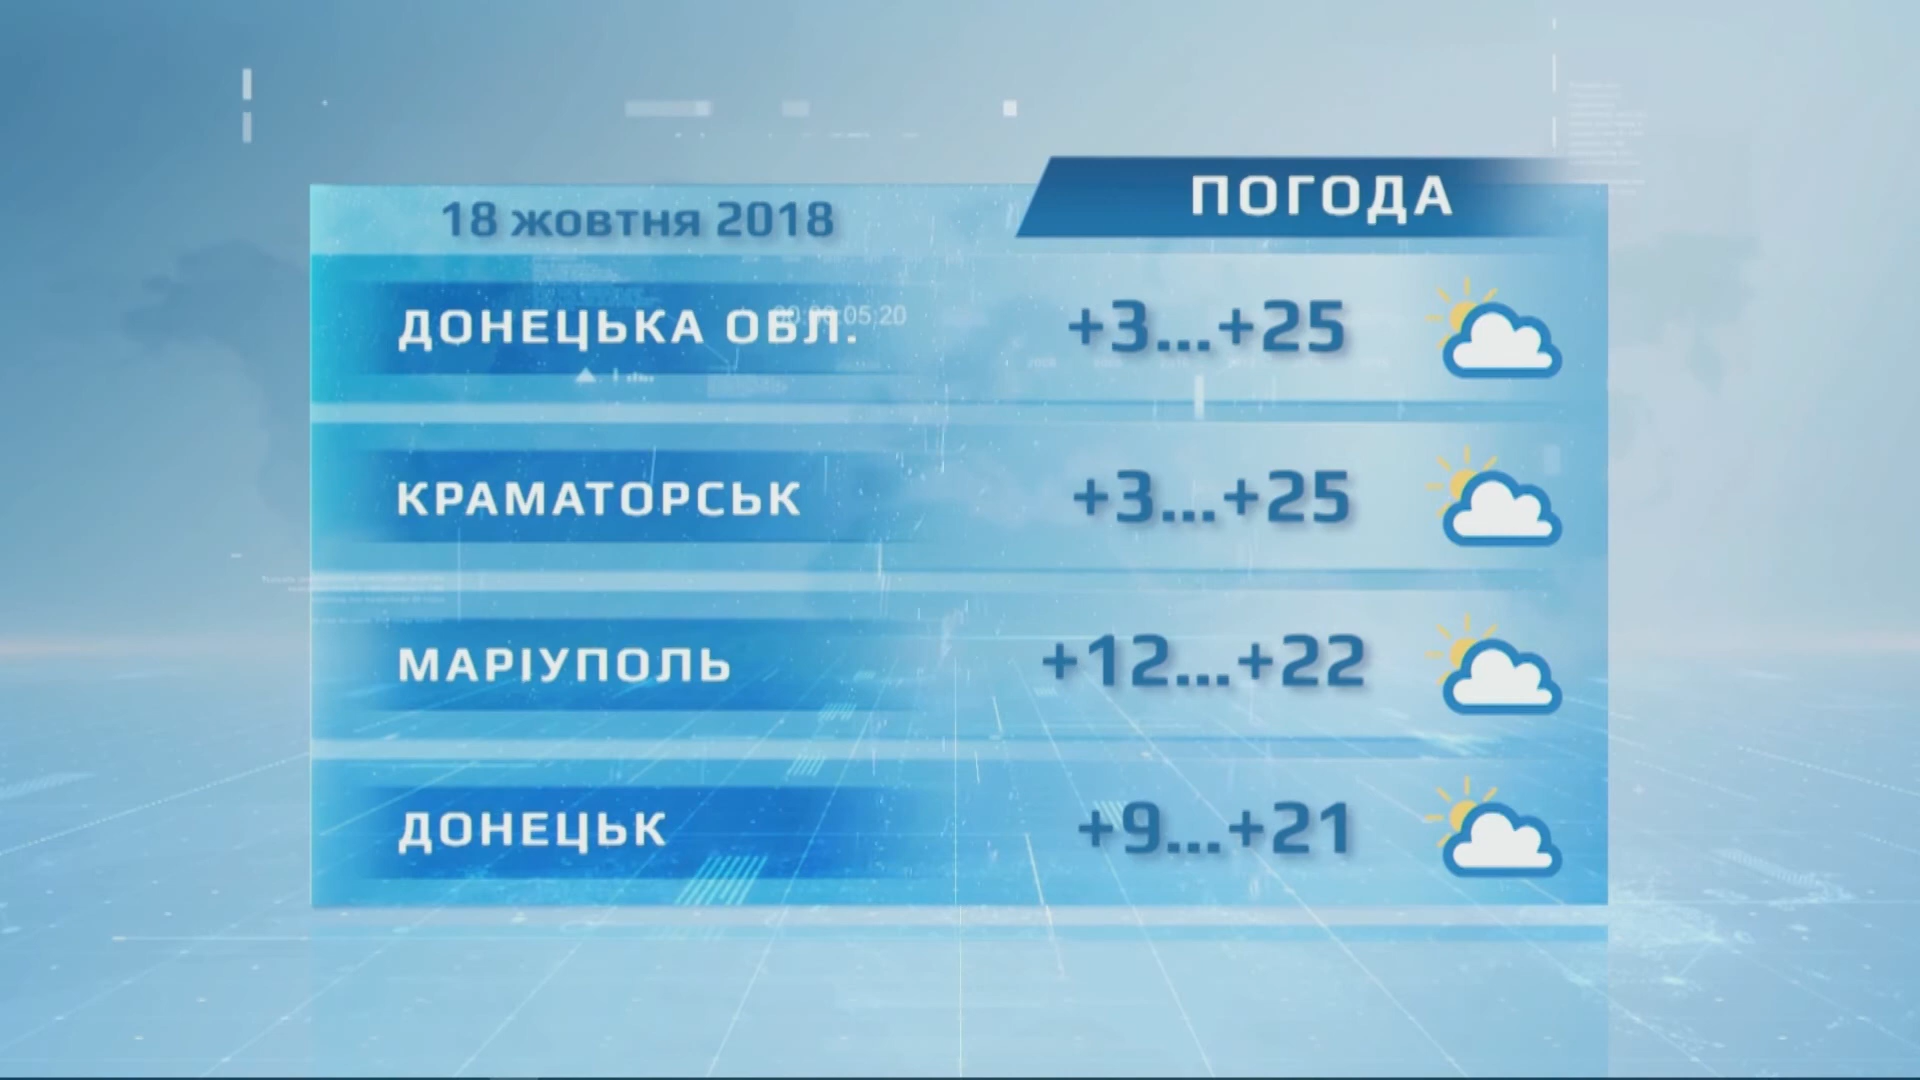 ПОГОДА
18 жовтня 2018
ДОНЕЦЬКА ОБЛ. +3...+25
КРАМАТОРСЬК +3...+25
МАРІУПОЛЬ +12...+22
ДОНЕЦЬК +9...+21